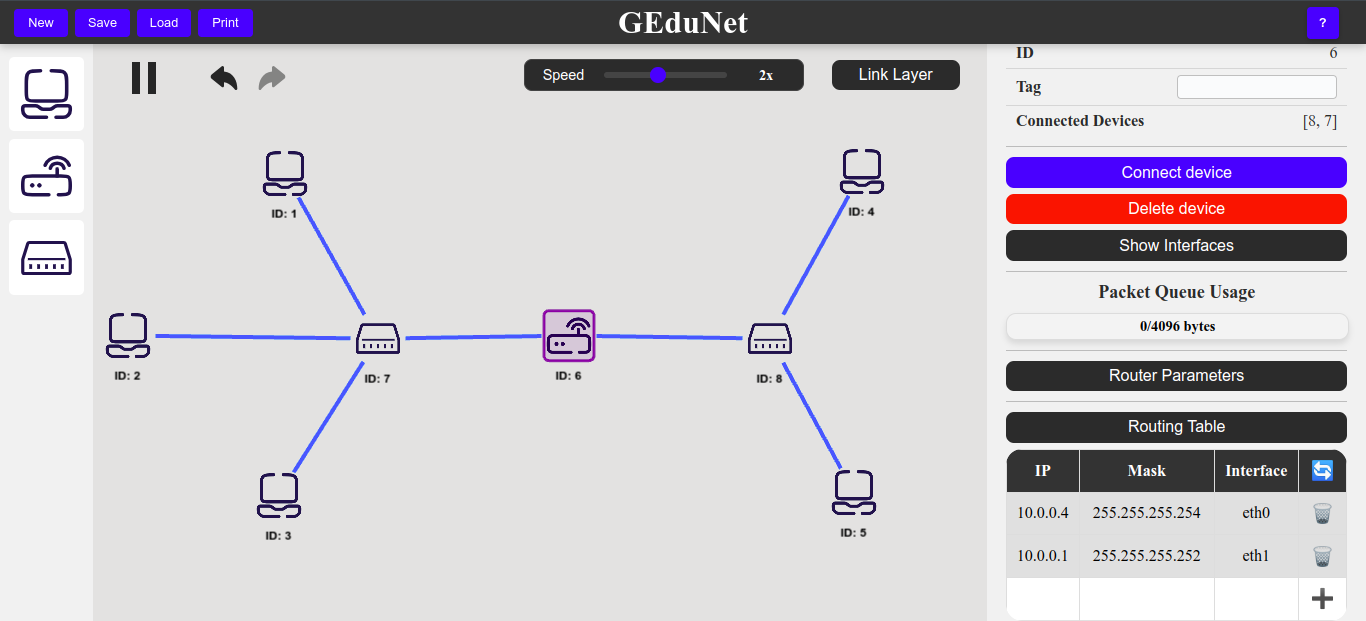 New Save Load Print GEduNet ?
Speed 2x Link Layer
ID: 1
ID: 4
ID: 2
ID: 7
ID: 6
ID: 8
ID: 3
ID: 5
ID 6
Tag
Connected Devices [8, 7]
Connect device
Delete device
Show Interfaces
Packet Queue Usage
0/4096 bytes
Router Parameters
Routing Table
IP Mask Interface
10.0.0.4 255.255.255.254 eth0
10.0.0.1 255.255.255.252 eth1